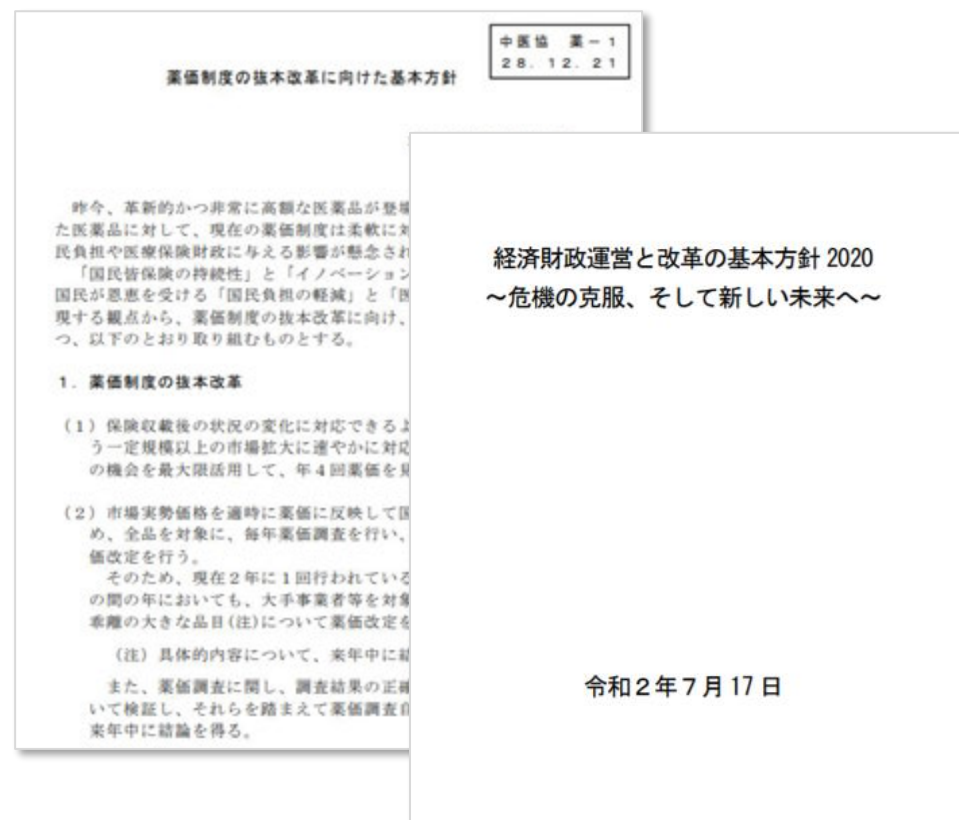 中医協 薬－1
28．12．21
薬価制度の抜本改革に向けた基本方針
昨今、革新的かつ非常に高額な医薬品が登場
た医薬品に対して、現在の薬価制度は柔軟に対
民負担や医療保険財政に与える影響が懸念され
「国民皆保険の持続性」と「イノベーション
国民が恩恵を受ける「国民負担の軽減」と「医
現する観点から、薬価制度の抜本改革に向け、
つ、以下のとおり取り組むものとする。
1．薬価制度の抜本改革
（1）保険収載後の状況の変化に対応できるよ
う一定規模以上の市場拡大に速やかに対応
の機会を最大限活用して、年4回薬価を見
（2）市場実勢価格を適時に薬価に反映して国
め、全品を対象に、毎年薬価調査を行い、
価改定を行う。
そのため、現在2年に1回行われている
の間の年においても、大手事業者等を対象
乖離の大きな品目(注)について薬価改定を
（注）具体的内容について、来年中に結
また、薬価調査に関し、調査結果の正確
いて検証し、それらを踏まえて薬価調査自
来年中に結論を得る。
経済財政運営と改革の基本方針 2020
～危機の克服、そして新しい未来へ～
令和２年７月 17 日